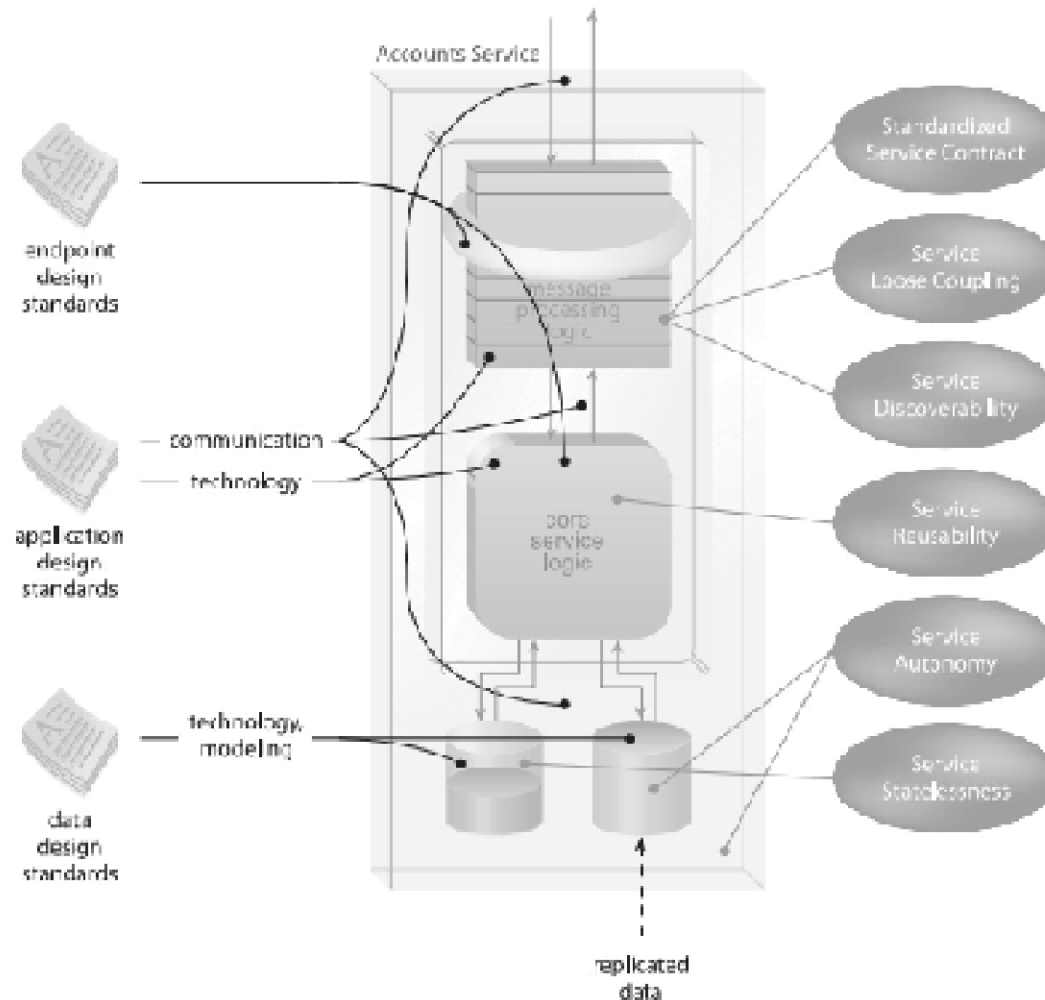 Accounts Service
endpoint
design
standards
communication
technology
application
design
standards
technology,
modeling
data
design
standards
message
processing
logic
core
service
logic
Standardized
Service Contract
Service
Loose Coupling
Service
Discoverability
Service
Reusability
Service
Autonomy
Service
Statelessness
replicated
data